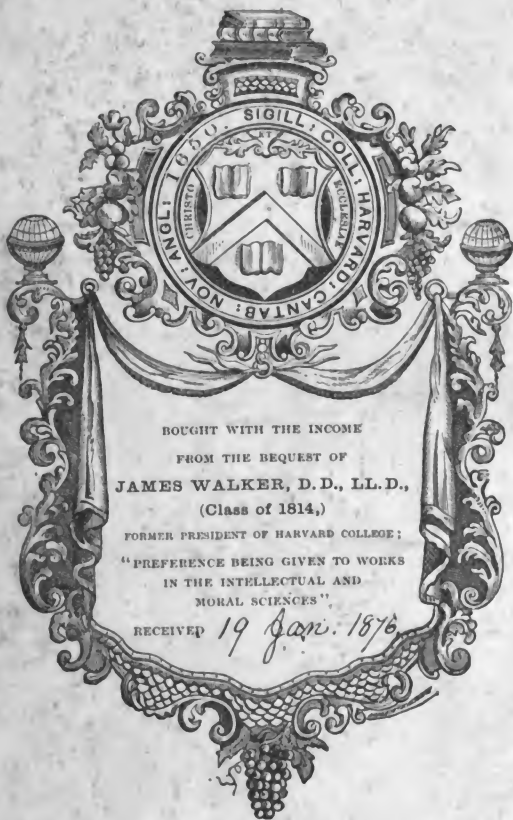 SIGILL: COLL: HARVARD: CANTAB: NOV: ANGL: 1650.
CHRISTO
ET
ECCLESIAE
BOUGHT WITH THE INCOME
FROM THE BEQUEST OF
JAMES WALKER, D.D., LL.D.,
(Class of 1814,)
FORMER PRESIDENT OF HARVARD COLLEGE;
"PREFERENCE BEING GIVEN TO WORKS
IN THE INTELLECTUAL AND
MORAL SCIENCES"
RECEIVED 19 Jan. 1876